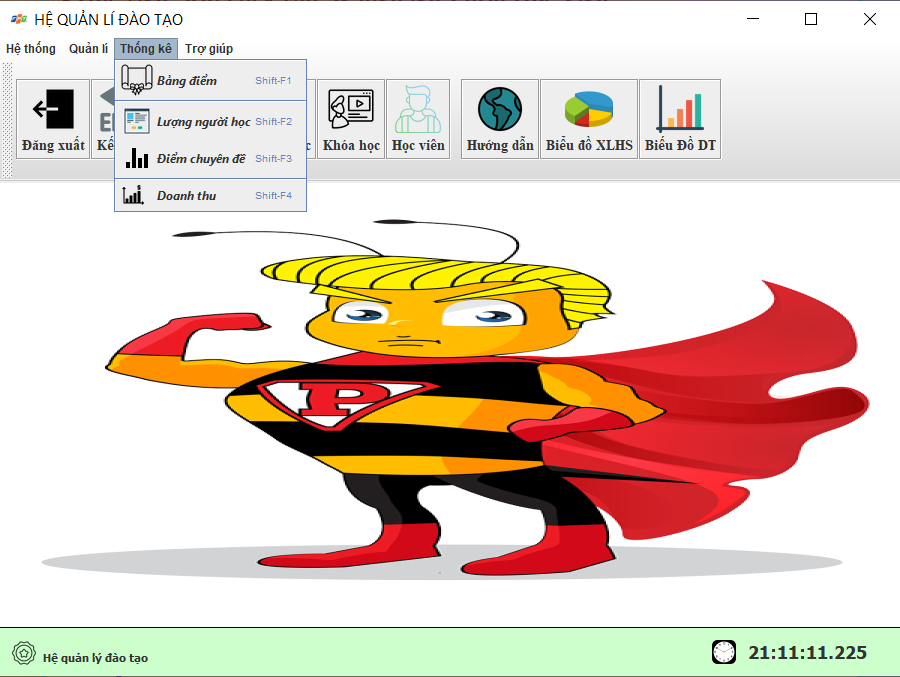 HỆ QUẢN LÍ ĐÀO TẠO
Hệ thống Quản lí Thống kê Trợ giúp
Bảng điểm Shift-F1
Lượng người học Shift-F2
Điểm chuyên đề Shift-F3
Doanh thu Shift-F4
Đăng xuất Khóa học Học viên Hướng dẫn Biểu đồ XLHS Biểu Đồ DT
P
Hệ quản lý đào tạo 21:11:11.225